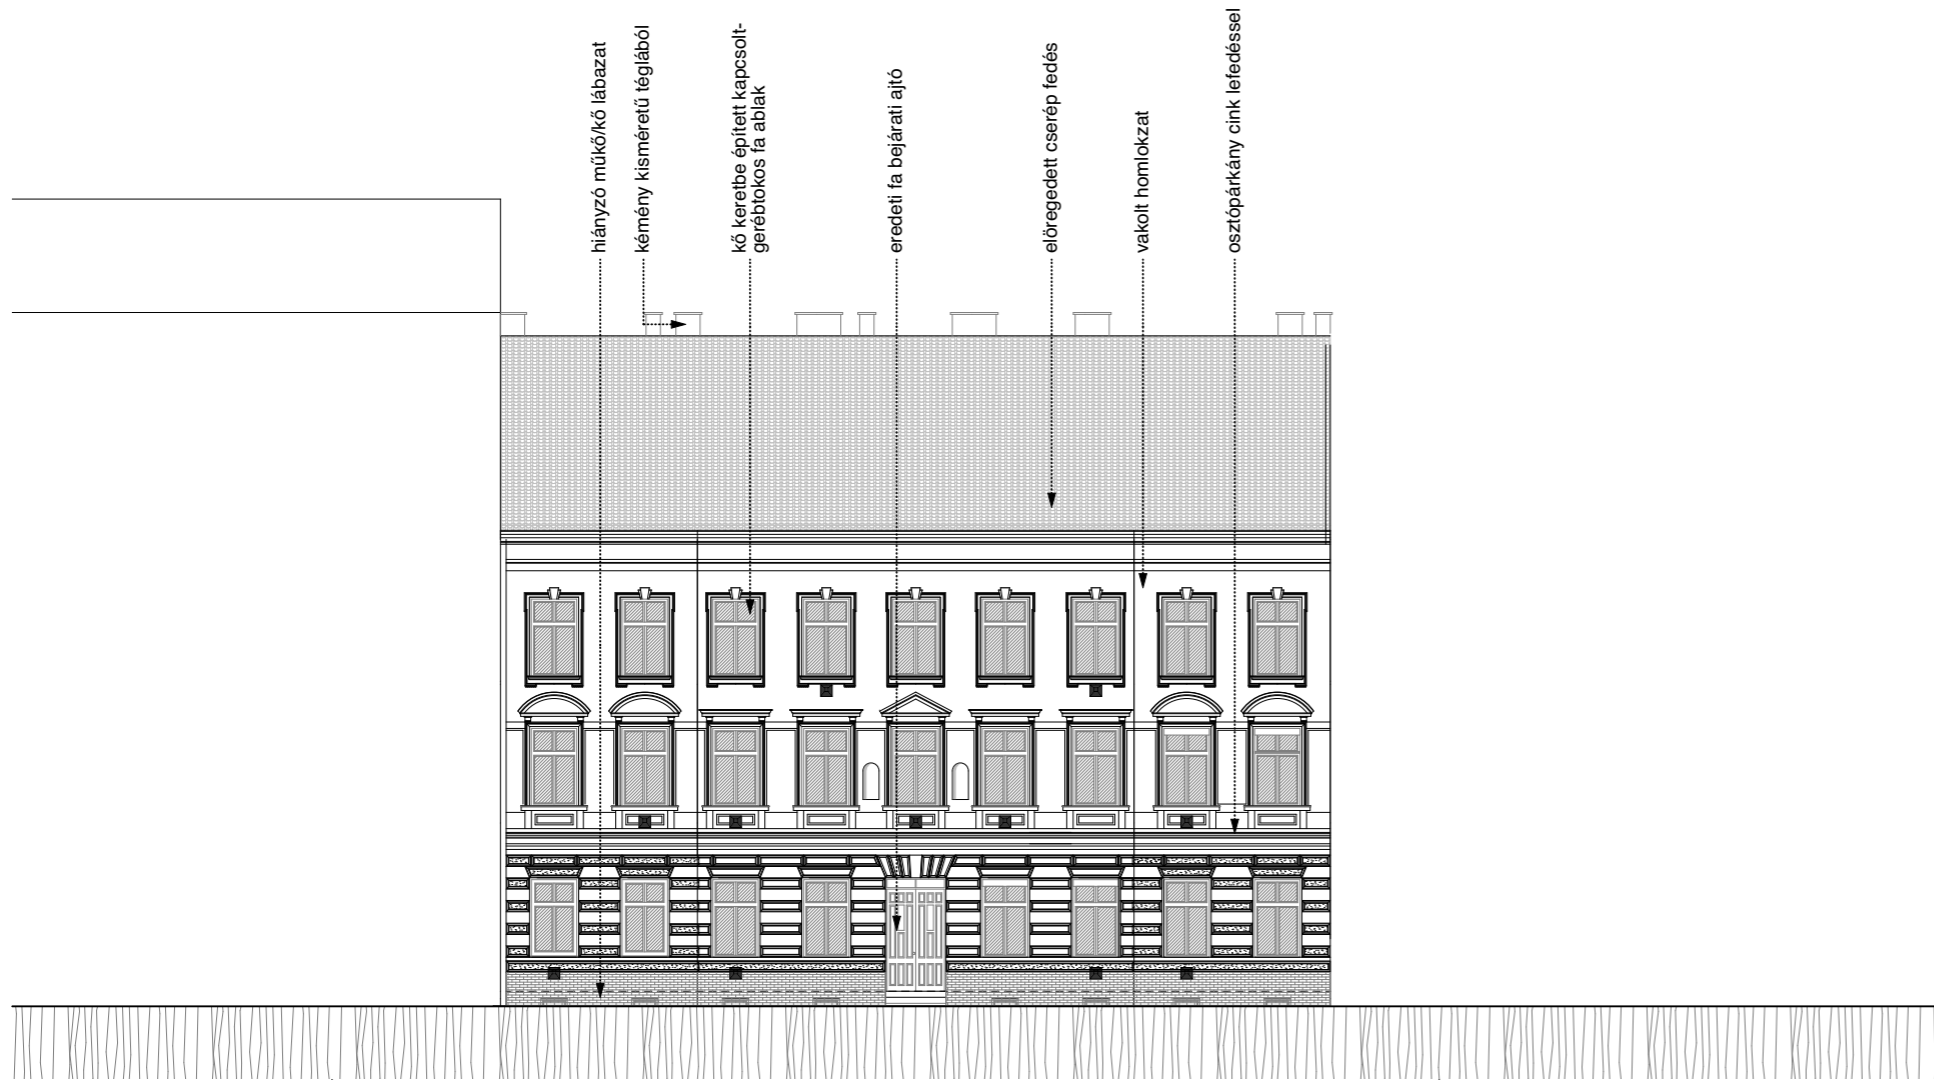 hiányzó műkő/kő lábazat
kémény kisméretű téglából
kő keretbe épített kapcsolt-
gerébtokos fa ablak
eredeti fa bejárati ajtó
elöregedett cserép fedés
vakolt homlokzat
osztópárkány cink lefedéssel